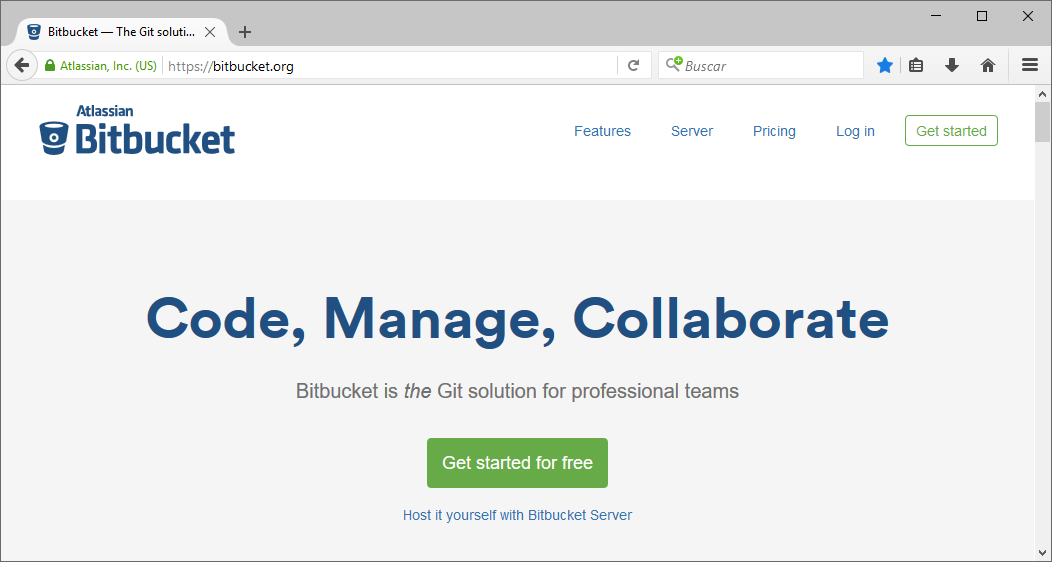 Bitbucket — The Git soluti...
Atlassian, Inc. (US)
https://bitbucket.org
Buscar
Atlassian
Bitbucket
Features
Server
Pricing
Log in
Get started
Code, Manage, Collaborate
Bitbucket is the Git solution for professional teams
Get started for free
Host it yourself with Bitbucket Server